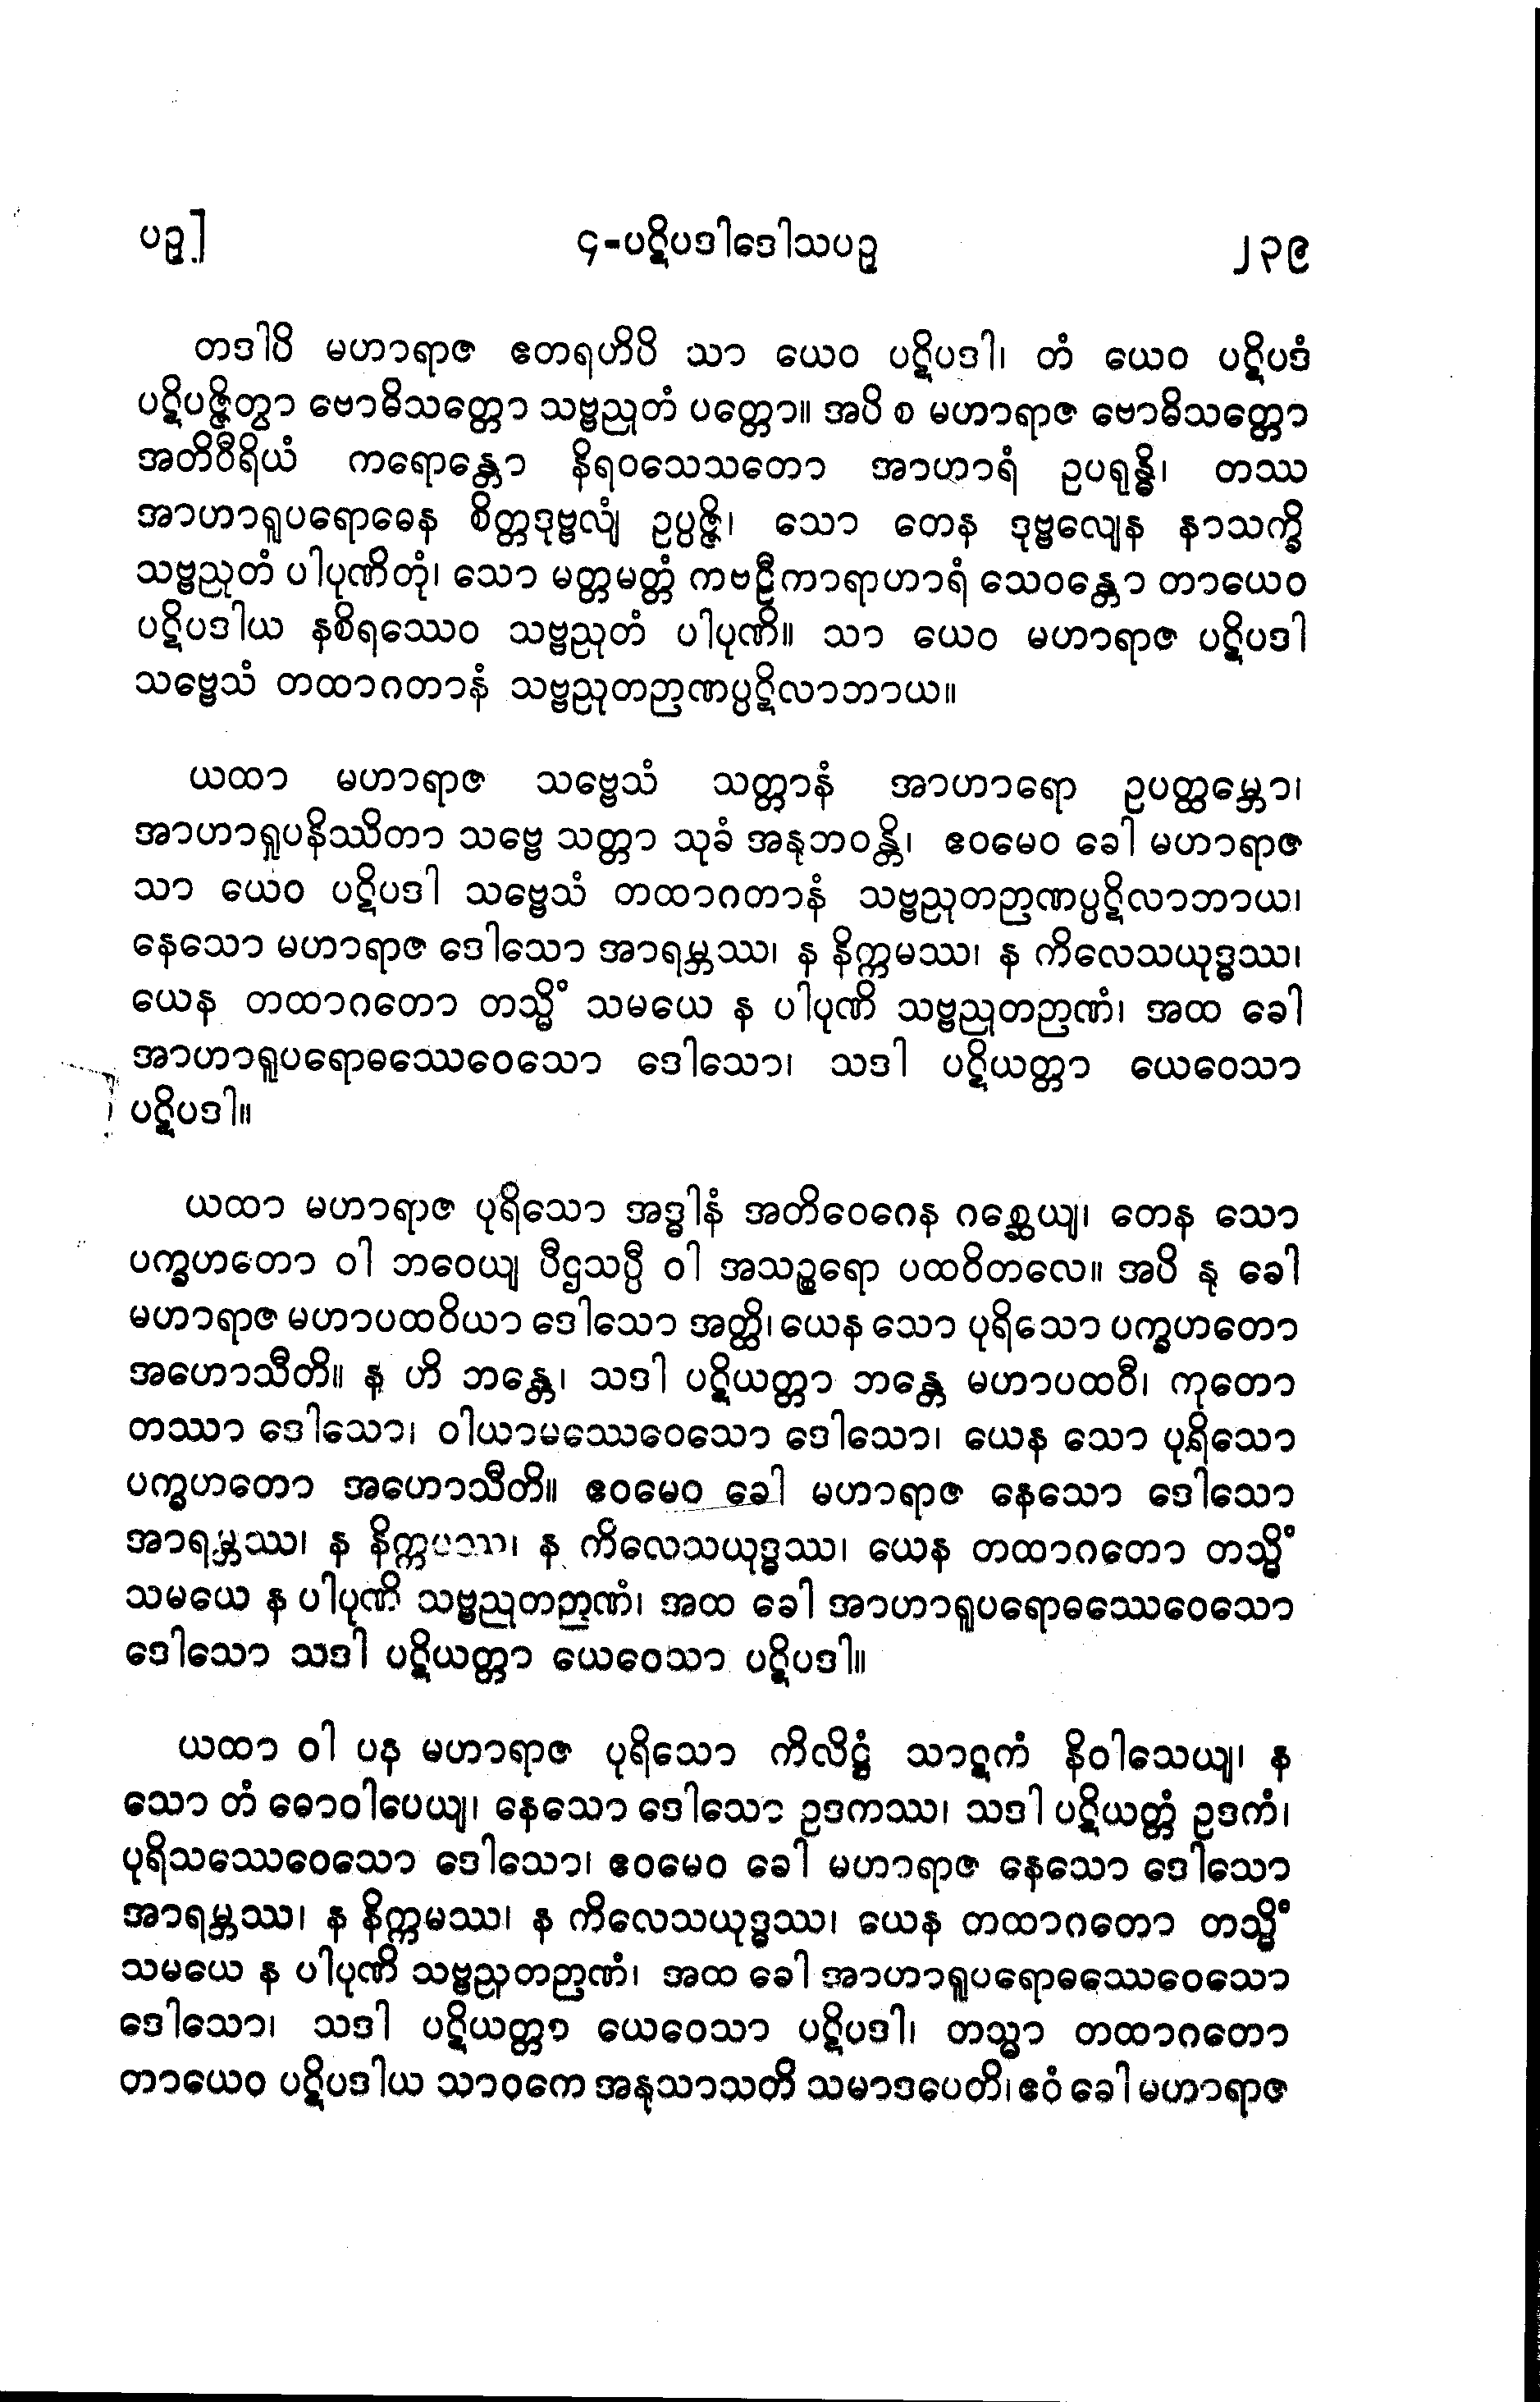 ပဉှ]
၄-ပဋိပဒါဒေါသပဉှ
၂၃၉
တဒါပိ မဟာရာဇ ဧတရဟိပိ သာ ယေဝ ပဋိပဒါ၊ တံ ယေဝ ပဋိပဒံ
ပဋိပဇ္ဇိတွာ ဗောဓိသတ္တော သဗ္ဗညုတံ ပတ္တော။ အပိ စ မဟာရာဇ ဗောဓိသတ္တော
အတိဝီရိယံ ကရောန္တော နိရဝသေသတော အာဟာရံ ဥပရုန္ဓိ၊ တဿ
အာဟာရူပရောဓေန စိတ္တဒုဗ္ဗလျံ ဥပ္ပဇ္ဇိ၊ သော တေန ဒုဗ္ဗလျေန နာသက္ခိ
သဗ္ဗညုတံ ပါပုဏိတုံ၊ သော မတ္တမတ္တံ ကဗဠီကာရာဟာရံ သေဝန္တော တာယေဝ
ပဋိပဒါယ နစိရဿေဝ သဗ္ဗညုတံ ပါပုဏိ။ သာ ယေဝ မဟာရာဇ ပဋိပဒါ
သဗ္ဗေသံ တထာဂတာနံ သဗ္ဗညုတဉာဏပ္ပဋိလာဘာယ။
ယထာ မဟာရာဇ သဗ္ဗေသံ သတ္တာနံ အာဟာရော ဥပတ္ထမ္ဘော၊
အာဟာရူပနိဿိတာ သဗ္ဗေ သတ္တာ သုခံ အနုဘဝန္တိ၊ ဧဝမေဝ ခေါ မဟာရာဇ
သာ ယေဝ ပဋိပဒါ သဗ္ဗေသံ တထာဂတာနံ သဗ္ဗညုတဉာဏပ္ပဋိလာဘာယ၊
နေသော မဟာရာဇ ဒေါသော အာရမ္ဘဿ၊ န နိက္ကမဿ၊ န ကိလေသယုဒ္ဓဿ၊
ယေန တထာဂတော တသ္မိံ သမယေ န ပါပုဏိ သဗ္ဗညုတဉာဏံ၊ အထ ခေါ
အာဟာရူပရောဓဿေဝေသော ဒေါသော၊ သဒါ ပဋိယတ္တာ ယေဝေသာ
ပဋိပဒါ။
ယထာ မဟာရာဇ ပုရိသော အဒ္ဓါနံ အတိဝေဂေန ဂစ္ဆေယျ၊ တေန သော
ပက္ခဟတော ဝါ ဘဝေယျ ပီဌသပ္ပီ ဝါ အသဉ္စရော ပထဝိတလေ။ အပိ နု ခေါ
မဟာရာဇ မဟာပထဝိယာ ဒေါသော အတ္ထိ၊ ယေန သော ပုရိသော ပက္ခဟတော
အဟောသီတိ။ န ဟိ ဘန္တေ၊ သဒါ ပဋိယတ္တာ ဘန္တေ မဟာပထဝီ၊ ကုတော
တဿာ ဒေါသော၊ ဝါယာမဿေဝေသော ဒေါသော၊ ယေန သော ပုရိသော
ပက္ခဟတော အဟောသီတိ။ ဧဝမေဝ ခေါ မဟာရာဇ နေသော ဒေါသော
အာရမ္ဘဿ၊ န နိက္ကမဿ၊ န ကိလေသယုဒ္ဓဿ၊ ယေန တထာဂတော တသ္မိံ
သမယေ န ပါပုဏိ သဗ္ဗညုတဉာဏံ၊ အထ ခေါ အာဟာရူပရောဓဿေဝေသော
ဒေါသော သဒါ ပဋိယတ္တာ ယေဝေသာ ပဋိပဒါ။
ယထာ ဝါ ပန မဟာရာဇ ပုရိသော ကိလိဋ္ဌံ သာဋကံ နိဝါသေယျ၊ န
သော တံ ဓောဝါပေယျ၊ နေသော ဒေါသော ဥဒကဿ၊ သဒါ ပဋိယတ္တံ ဥဒကံ၊
ပုရိသဿေဝေသော ဒေါသော၊ ဧဝမေဝ ခေါ မဟာရာဇ နေသော ဒေါသော
အာရမ္ဘဿ၊ န နိက္ကမဿ၊ န ကိလေသယုဒ္ဓဿ၊ ယေန တထာဂတော တသ္မိံ
သမယေ န ပါပုဏိ သဗ္ဗညုတဉာဏံ၊ အထ ခေါ အာဟာရူပရောဓဿေဝေသော
ဒေါသော၊ သဒါ ပဋိယတ္တာ ယေဝေသာ ပဋိပဒါ၊ တသ္မာ တထာဂတော
တာယေဝ ပဋိပဒါယ သာဝကေ အနုသာသတိ သမာဒပေတိ၊ ဧဝံ ခေါ မဟာရာဇ